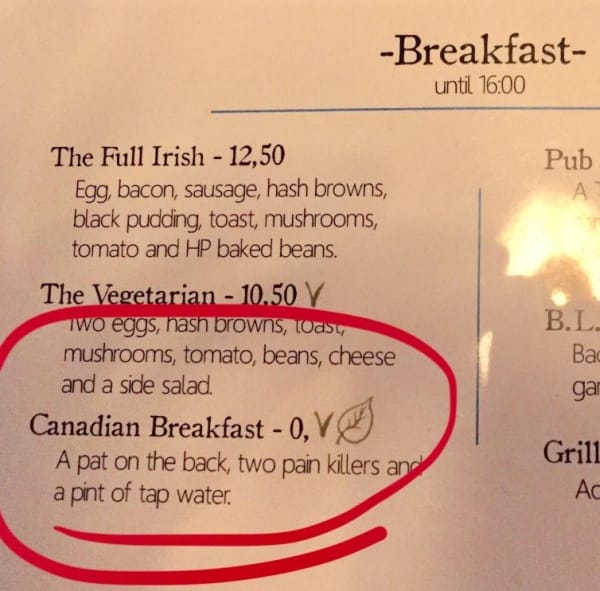 -Breakfast-
until 16:00
The Full Irish - 12,50
Egg, bacon, sausage, hash browns,
black pudding, toast, mushrooms,
tomato and HP baked beans.
The Vegetarian - 10,50 V
Two eggs, hash browns, toast,
mushrooms, tomato, beans, cheese
and a side salad.
Canadian Breakfast - 0, V
A pat on the back, two pain killers and
a pint of tap water.
Pub
A
B.L.
Grill